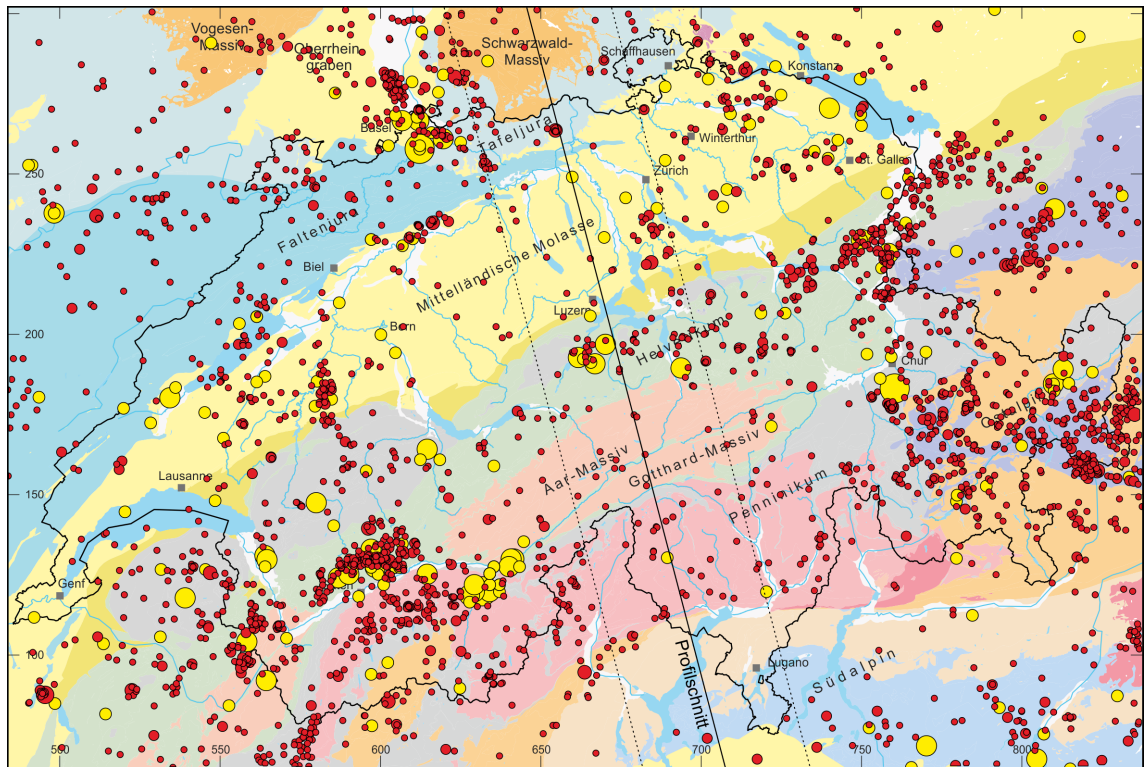 Vogesen-
Massiv
Oberrhein
graben
Schwarzwald-
Massiv
Schaffhausen
Konstanz
Basel
Tafeljura
Winterthur
St. Gallen
Zürich
250
Faltenjura
Biel
Mittelländische Molasse
Luzern
200
Bern
Helvetikum
Chur
Aar-Massiv
Gotthard-Massiv
Penninikum
Lausanne
150
Genf
100
Profilschnitt
Lugano
Südalpin
550
600
650
700
800